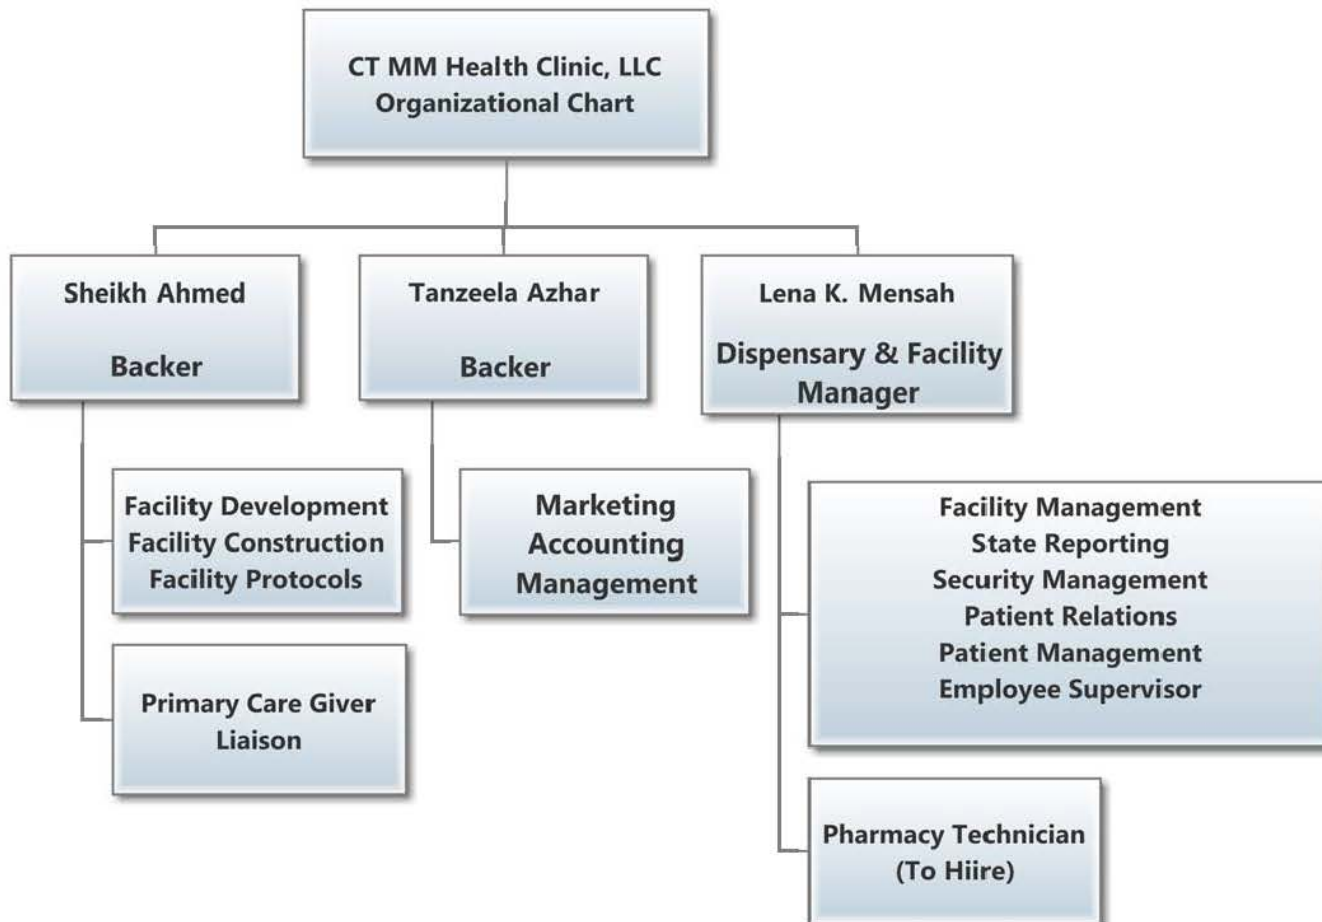 CT MM Health Clinic, LLC
Organizational Chart
Sheikh Ahmed
Backer
Tanzeela Azhar
Backer
Lena K. Mensah
Dispensary & Facility
Manager
Facility Development
Facility Construction
Facility Protocols
Primary Care Giver
Liaison
Marketing
Accounting
Management
Facility Management
State Reporting
Security Management
Patient Relations
Patient Management
Employee Supervisor
Pharmacy Technician
(To Hiire)